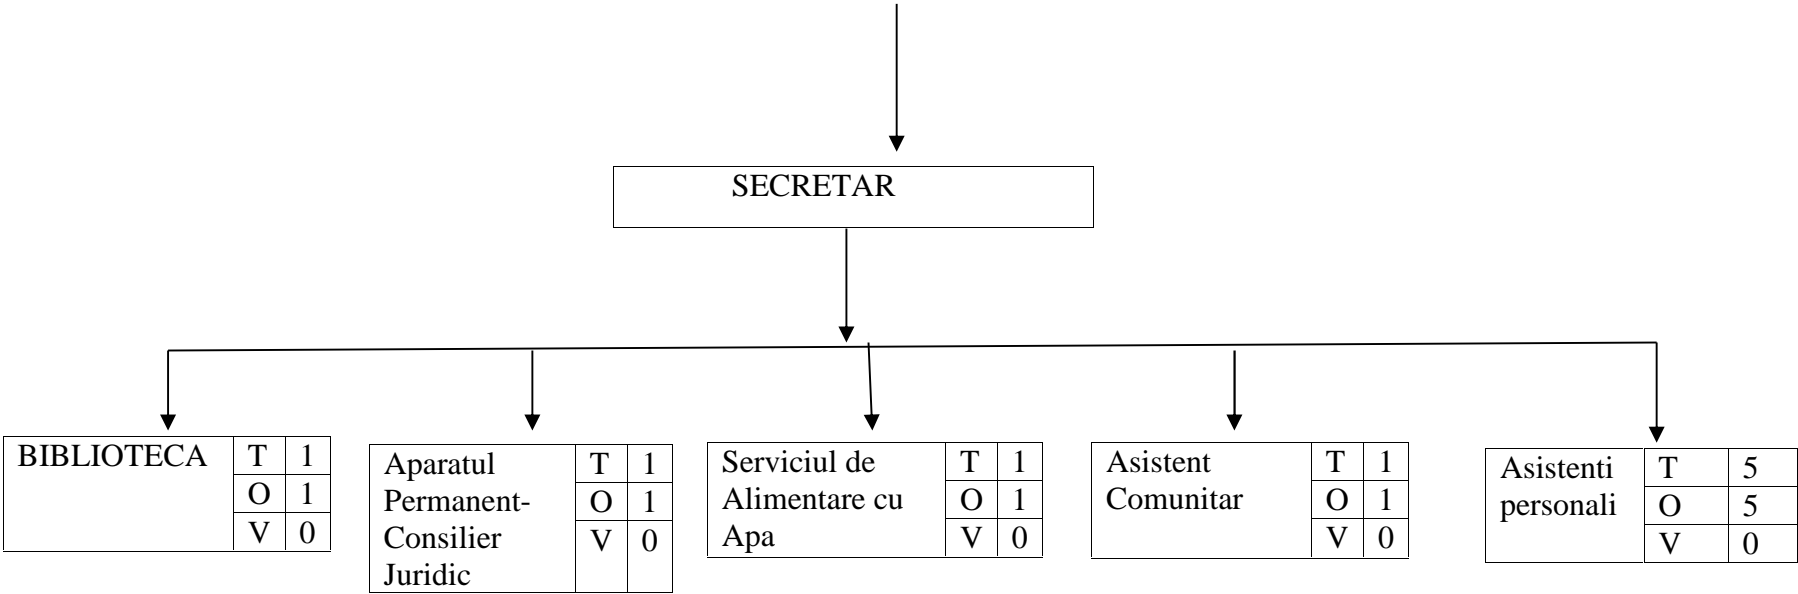 SECRETAR
BIBLIOTECA
T 1
O 1
V 0
Aparatul
Permanent-
Consilier
Juridic
T 1
O 1
V 0
Serviciul de
Alimentare cu
Apa
T 1
O 1
V 0
Asistent
Comunitar
T 1
O 1
V 0
Asistenti
personali
T 5
O 5
V 0